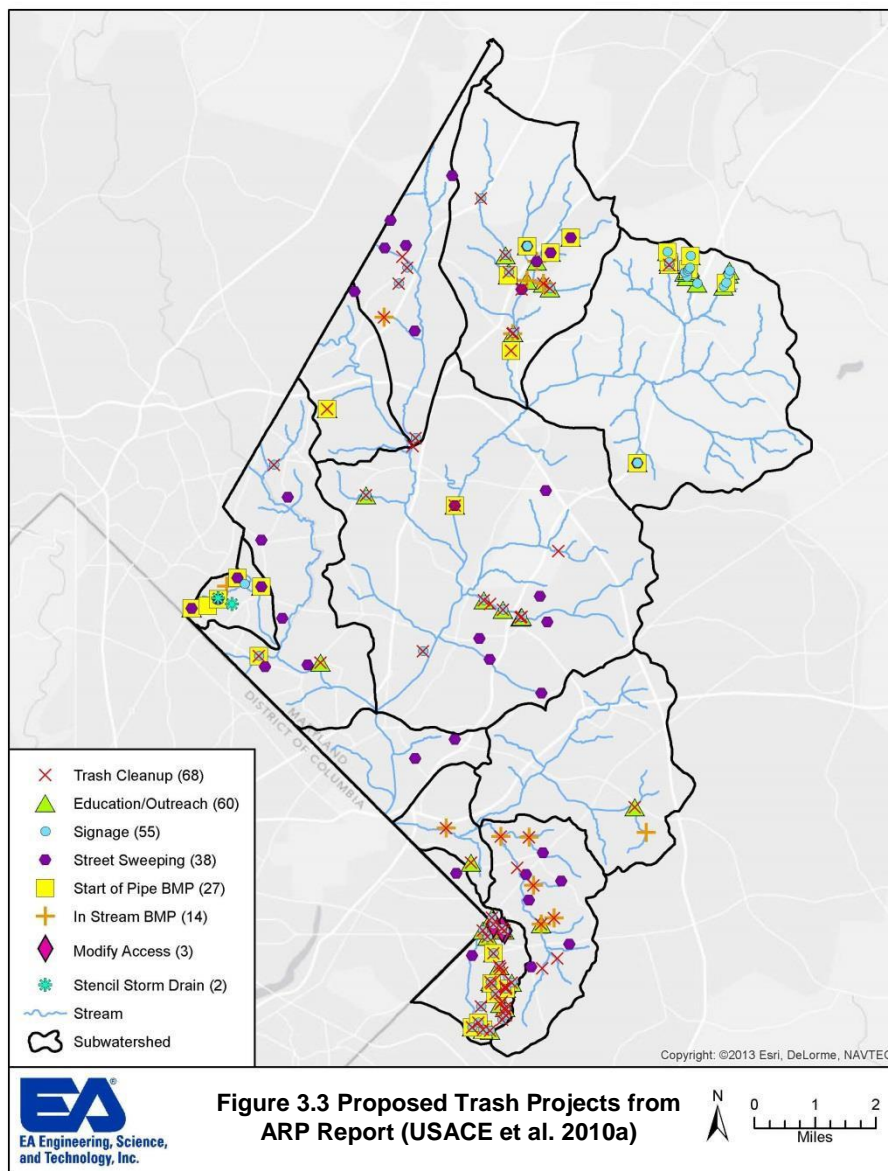 MARYLAND
DISTRICT OF COLUMBIA
Trash Cleanup (68)
Education/Outreach (60)
Signage (55)
Street Sweeping (38)
Start of Pipe BMP (27)
In Stream BMP (14)
Modify Access (3)
Stencil Storm Drain (2)
Stream
Subwatershed
Copyright: ©2013 Esri, DeLorme, NAVTEQ
EA®
EA Engineering, Science,
and Technology, Inc.
Figure 3.3 Proposed Trash Projects from
ARP Report (USACE et al. 2010a)
N
0 1 2
Miles